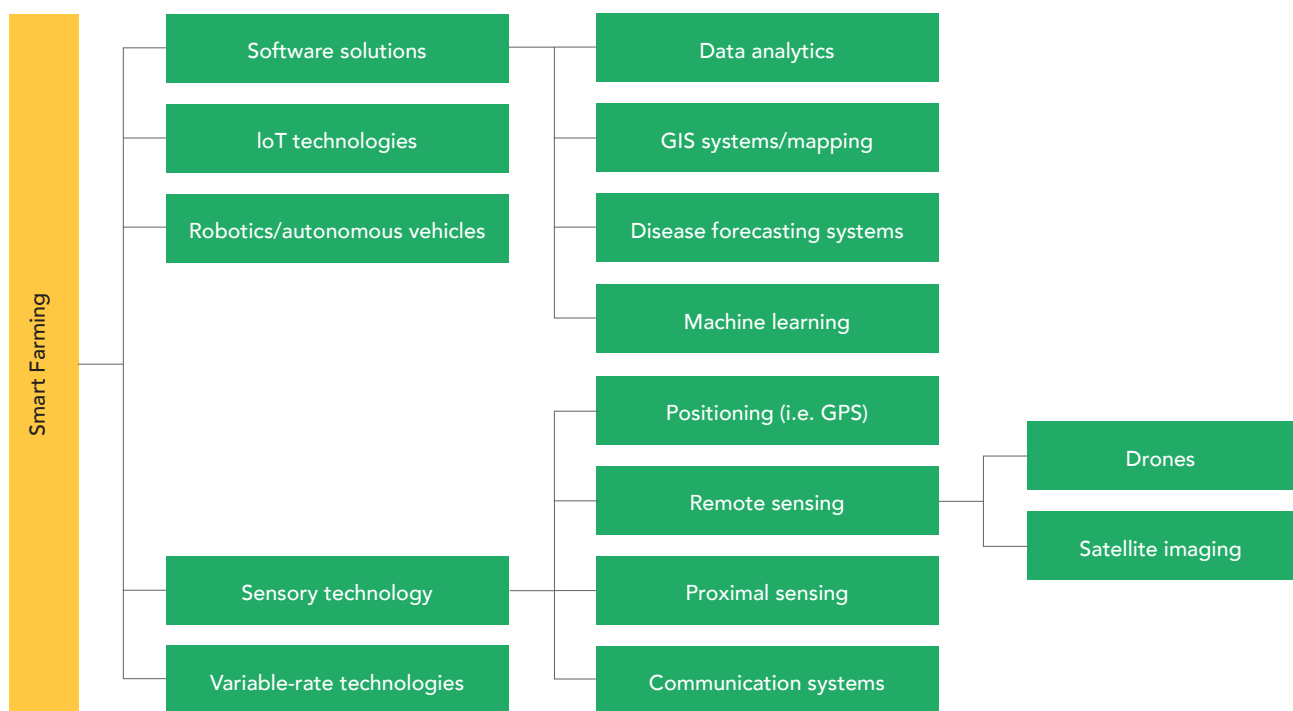 Smart Farming
Software solutions
IoT technologies
Robotics/autonomous vehicles
Sensory technology
Variable-rate technologies
Data analytics
GIS systems/mapping
Disease forecasting systems
Machine learning
Positioning (i.e. GPS)
Remote sensing
Proximal sensing
Communication systems
Drones
Satellite imaging